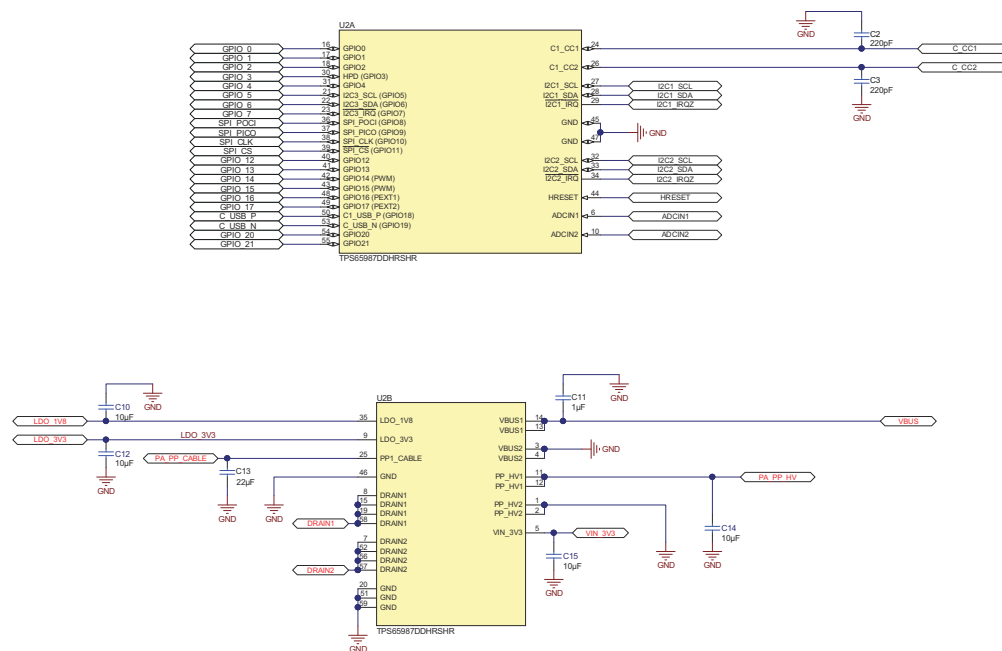 U2A
GPIO_0 16 GPIO0
GPIO_1 17 GPIO1
GPIO_2 18 GPIO2
GPIO_3 30 HPD (GPIO3)
GPIO_4 31 GPIO4
GPIO_5 21 I2C3_SCL (GPIO5)
GPIO_6 22 I2C3_SDA (GPIO6)
GPIO_7 23 I2C3_IRQ (GPIO7)
SPI_POCI 36 SPI_POCI (GPIO8)
SPI_PICO 37 SPI_PICO (GPIO9)
SPI_CLK 38 SPI_CLK (GPIO10)
SPI_CS 39 SPI_CS (GPIO11)
GPIO_12 40 GPIO12
GPIO_13 41 GPIO13
GPIO_14 42 GPIO14 (PWM)
GPIO_15 43 GPIO15 (PWM)
GPIO_16 48 GPIO16 (PEXT1)
GPIO_17 49 GPIO17 (PEXT2)
C_USB_P 50 C1_USB_P (GPIO18)
C_USB_N 53 C_USB_N (GPIO19)
GPIO_20 54 GPIO20
GPIO_21 55 GPIO21
C1_CC1 24
C1_CC2 26
I2C1_SCL 27 I2C1_SCL
I2C1_SDA 28 I2C1_SDA
I2C1_IRQ 29 I2C1_IRQZ
GND 45
GND 47
GND
I2C2_SCL 32 I2C2_SCL
I2C2_SDA 33 I2C2_SDA
I2C2_IRQ 34 I2C2_IRQZ
HRESET 44 HRESET
ADCIN1 6 ADCIN1
ADCIN2 10 ADCIN2
TPS65987DDHRSHR
GND
C2
220pF
C_CC1
C_CC2
C3
220pF
GND
U2B
GND
C10
10µF
LDO_1V8 35 LDO_1V8
LDO_3V3 LDO_3V3 9 LDO_3V3
C12
10µF
GND
PA_PP_CABLE 25 PP1_CABLE
C13
22µF
GND
46 GND
GND
8 DRAIN1
15 DRAIN1
19 DRAIN1
DRAIN1 58 DRAIN1
7 DRAIN2
52 DRAIN2
56 DRAIN2
DRAIN2 57 DRAIN2
20 GND
51 GND
59 GND
GND
TPS65987DDHRSHR
C11
1µF
GND
VBUS1 14
VBUS1 13
VBUS
VBUS2 3
VBUS2 4
GND
PP_HV1 11
PP_HV1 12
PA_PP_HV
PP_HV2 1
PP_HV2 2
VIN_3V3 5 VIN_3V3
C15
10µF
GND
GND
C14
10µF
GND